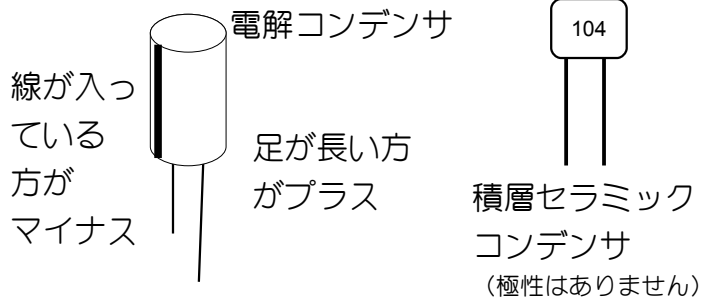 電解コンデンサ
線が入っ
ている
方が
マイナス
足が長い方
がプラス
104
積層セラミック
コンデンサ
（極性はありません）